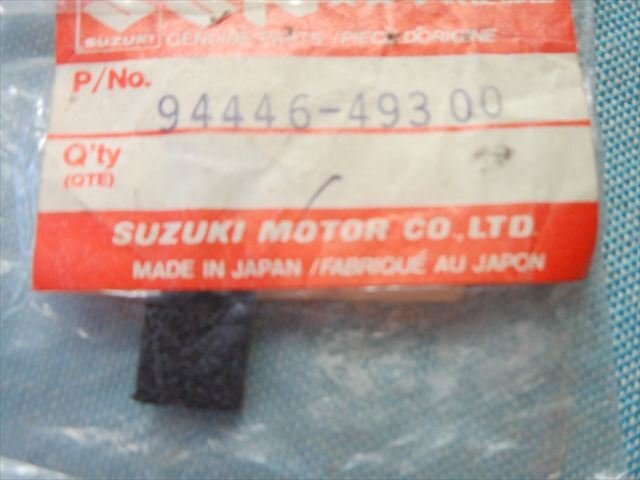 SUZUKI
GENUINE PARTS / PIECE D'ORIGINE
P/No.
94446-49300
Q'ty
(QTE)
SUZUKI MOTOR CO., LTD.
MADE IN JAPAN / FABRIQUÉ AU JAPON